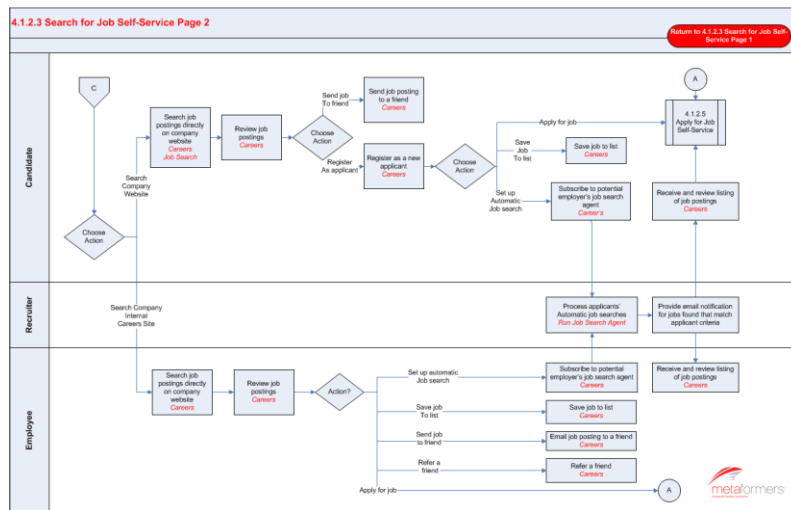 4.1.2.3 Search for Job Self-Service Page 2
Return to 4.1.2.3 Search for Job Self-
Service Page 1
Candidate
C
Choose
Action
Search
Company
Website
Search job
postings directly
on company
website
Careers
Job Search
Review job
postings
Careers
Choose
Action
Send job
To friend
Send job posting
to a friend
Careers
Register
As applicant
Register as a new
applicant
Careers
Choose
Action
Apply for job
Save
Job
To list
Save job to list
Careers
Set up
Automatic
Job search
Subscribe to potential
employer's job search
agent
Career's
A
4.1.2.5
Apply for Job
Self-Service
Receive and review listing
of job postings
Careers
Recruiter
Search Company
Internal
Careers Site
Process applicants'
Automatic job searches
Run Job Search Agent
Provide email notification
for jobs found that match
applicant criteria
Employee
Search job
postings directly
on company
website
Careers
Review job
postings
Careers
Action?
Set up automatic
Job search
Subscribe to potential
employer's job search agent
Careers
Receive and review listing
of job postings
Careers
Save job
To list
Save job to list
Careers
Send job
to friend
Email job posting to a friend
Careers
Refer a
friend
Refer a friend
Careers
Apply for job
A
metaformers